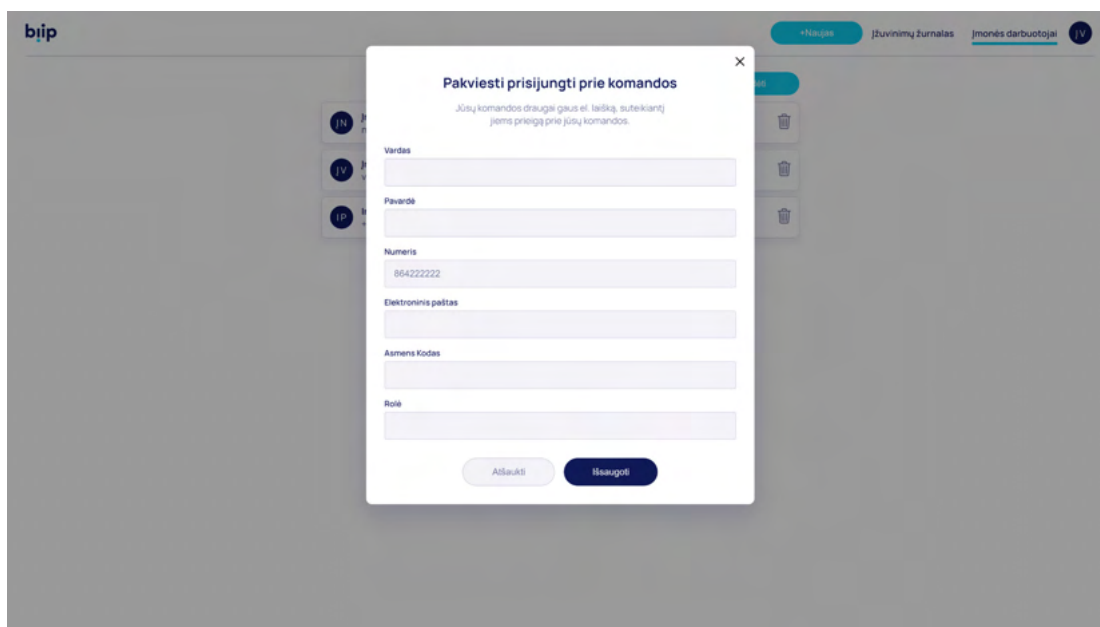 biip
+Naujas
Įžuvinimų žurnalas
Įmonės darbuotojai
JV
Pakviesti prisijungti prie komandos
Jūsų komandos draugai gaus el. laišką, suteikiantį
jiems prieigą prie jūsų komandos.
JN
Vardas
JV
Pavardė
IP
Numeris
864222222
Elektroninis paštas
Asmens Kodas
Rolė
Atšaukti
Išsaugoti